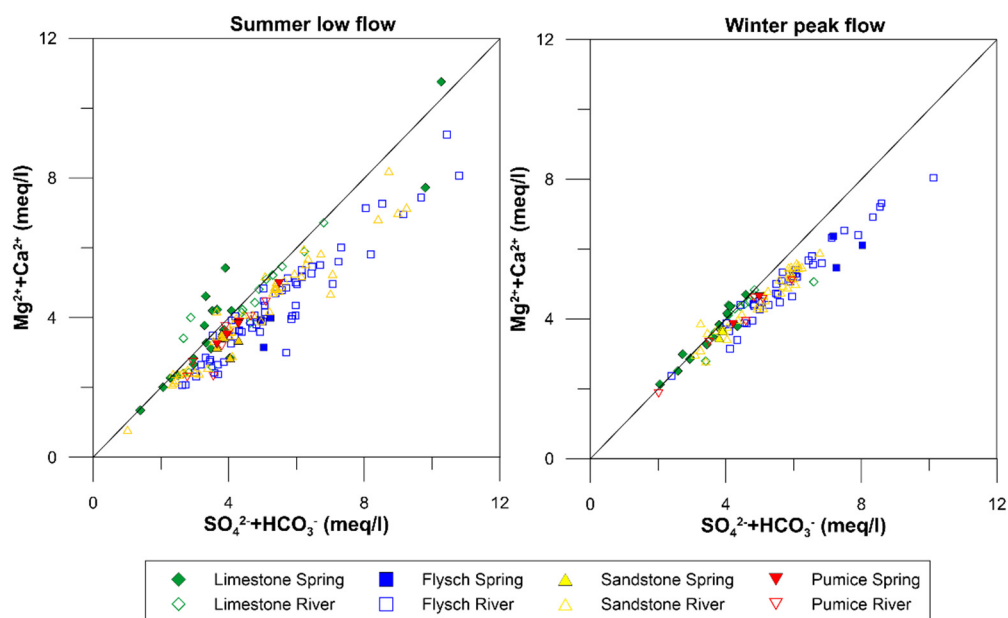 Summer low flow
Winter peak flow
12
8
4
0
Mg²⁺+Ca²⁺ (meq/l)
0
4
8
12
SO₄²⁻+HCO₃⁻ (meq/l)
12
8
4
0
Mg²⁺+Ca²⁺ (meq/l)
0
4
8
12
SO₄²⁻+HCO₃⁻ (meq/l)
Limestone Spring
Flysch Spring
Sandstone Spring
Pumice Spring
Limestone River
Flysch River
Sandstone River
Pumice River